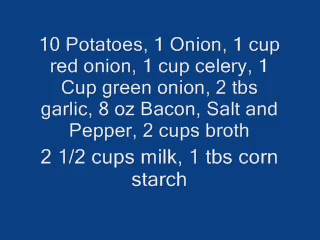 10 Potatoes, 1 Onion, 1 cup
red onion, 1 cup celery, 1
Cup green onion, 2 tbs
garlic, 8 oz Bacon, Salt and
Pepper, 2 cups broth
2 1/2 cups milk, 1 tbs corn
starch